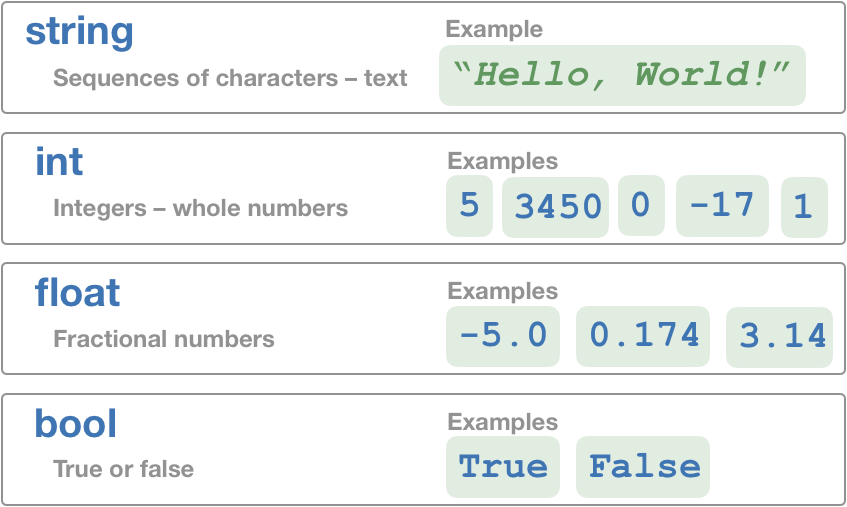 string
Example
Sequences of characters – text
“Hello, World!”
int
Examples
Integers – whole numbers
5 3450 0 -17 1
float
Examples
Fractional numbers
-5.0 0.174 3.14
bool
Examples
True or false
True False